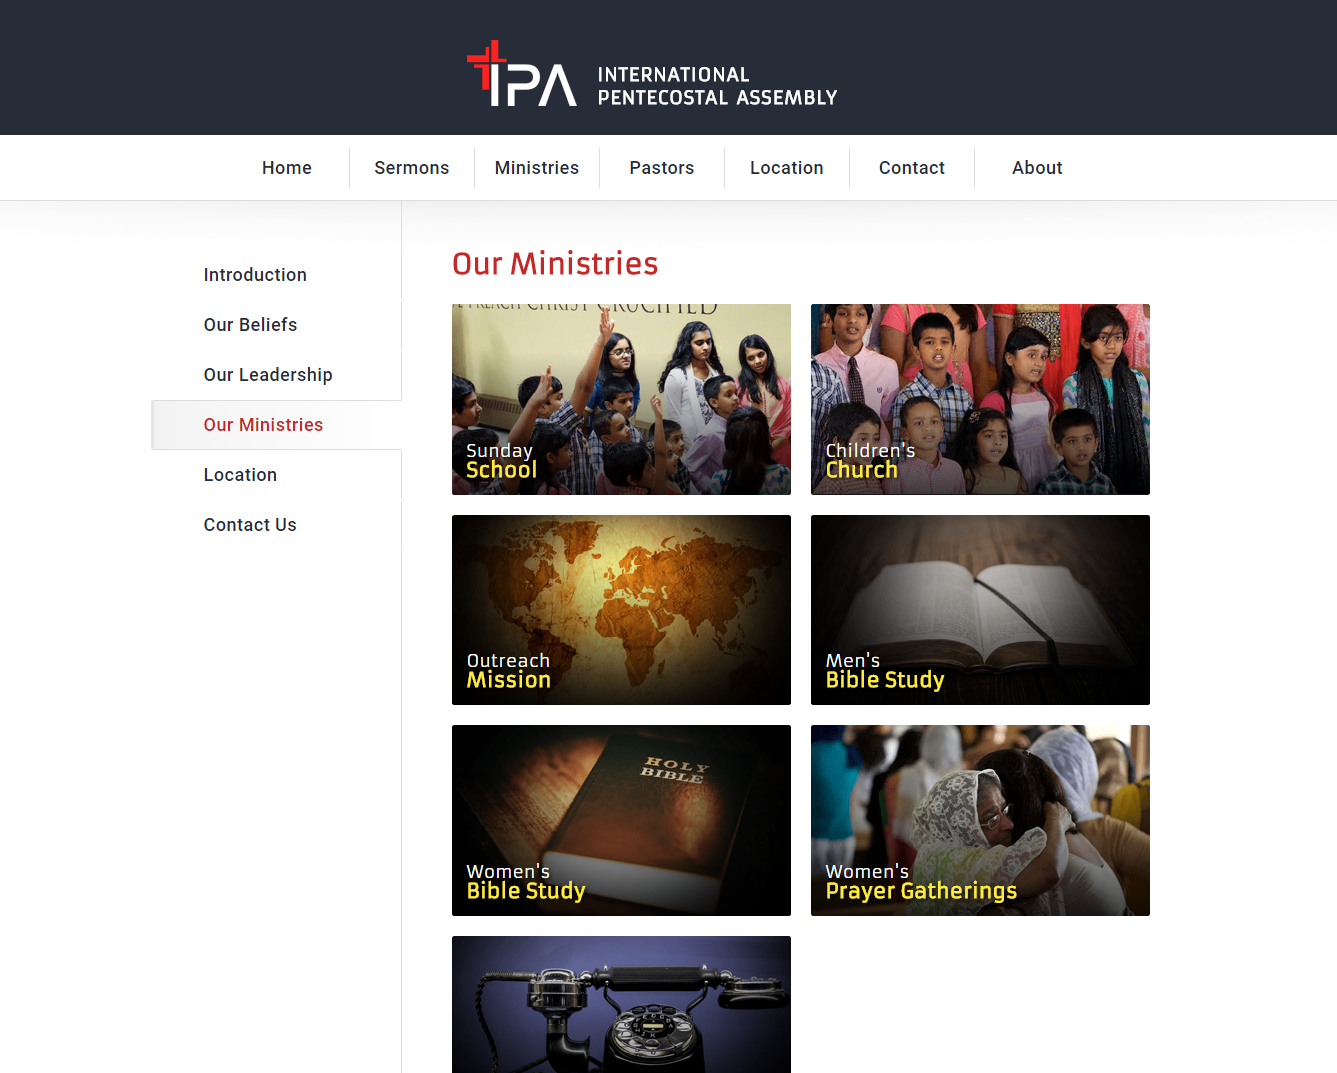 IPA
INTERNATIONAL
PENTECOSTAL ASSEMBLY
Home
Sermons
Ministries
Pastors
Location
Contact
About
Introduction
Our Beliefs
Our Leadership
Our Ministries
Location
Contact Us
Our Ministries
PREACH CHRIST CRUCIFIED
Sunday
School
Children's
Church
Outreach
Mission
Men's
Bible Study
HOLY
BIBLE
Women's
Bible Study
Women's
Prayer Gatherings